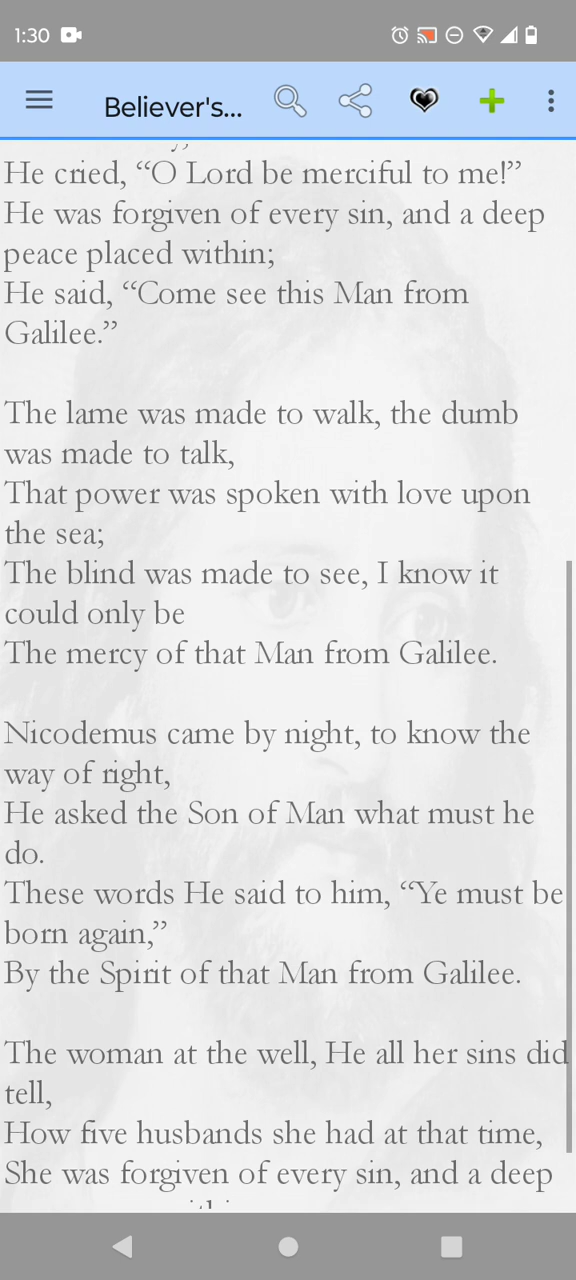 1:30
Believer's...
He cried, “O Lord be merciful to me!”
He was forgiven of every sin, and a deep
peace placed within;
He said, “Come see this Man from
Galilee.”
The lame was made to walk, the dumb
was made to talk,
That power was spoken with love upon
the sea;
The blind was made to see, I know it
could only be
The mercy of that Man from Galilee.
Nicodemus came by night, to know the
way of right,
He asked the Son of Man what must he
do.
These words He said to him, “Ye must be
born again,”
By the Spirit of that Man from Galilee.
The woman at the well, He all her sins did
tell,
How five husbands she had at that time,
She was forgiven of every sin, and a deep